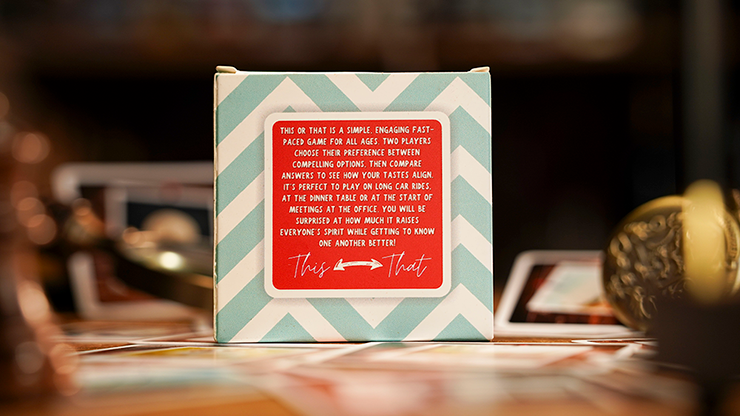 THIS OR THAT IS A SIMPLE, ENGAGING FAST-
PACED GAME FOR ALL AGES. TWO PLAYERS
CHOOSE THEIR PREFERENCE BETWEEN
COMPELLING OPTIONS, THEN COMPARE
ANSWERS TO SEE HOW YOUR TASTES ALIGN.
IT'S PERFECT TO PLAY ON LONG CAR RIDES,
AT THE DINNER TABLE OR AT THE START OF
MEETINGS AT THE OFFICE. YOU WILL BE
SURPRISED AT HOW MUCH IT RAISES
EVERYONE'S SPIRIT WHILE GETTING TO KNOW
ONE ANOTHER BETTER!
This That